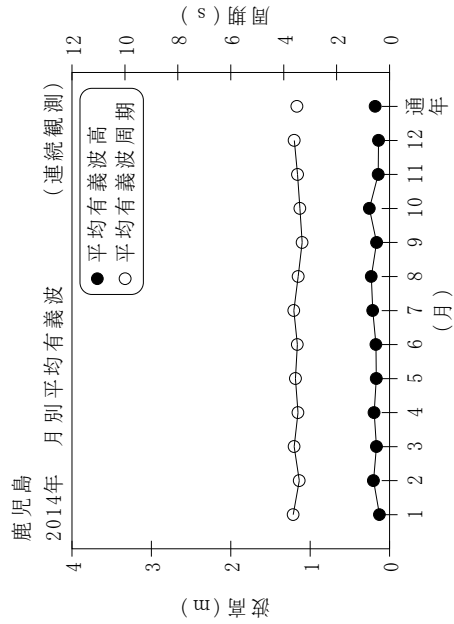 鹿児島
2014年 月別平均有義波 (連続観測)
●平均有義波高
○平均有義波周期
波高(m)
4
3
2
1
0
周期(s)
12
10
8
6
4
2
0
1 2 3 4 5 6 7 8 9 10 11 12 通年
(月)